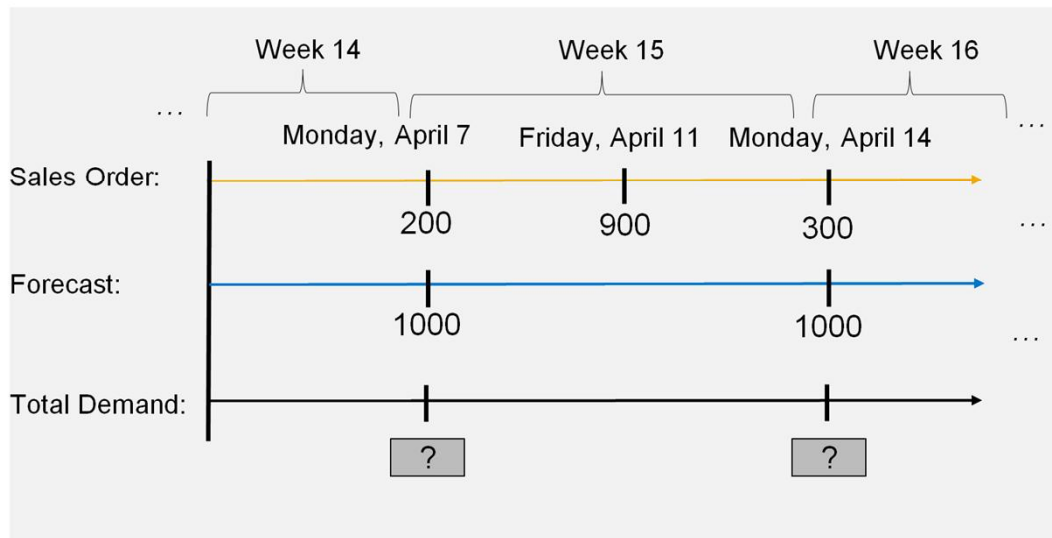 Week 14
Week 15
Week 16
...
...
Monday, April 7
Friday, April 11
Monday, April 14
Sales Order:
200
900
300
...
Forecast:
1000
1000
...
Total Demand:
?
?